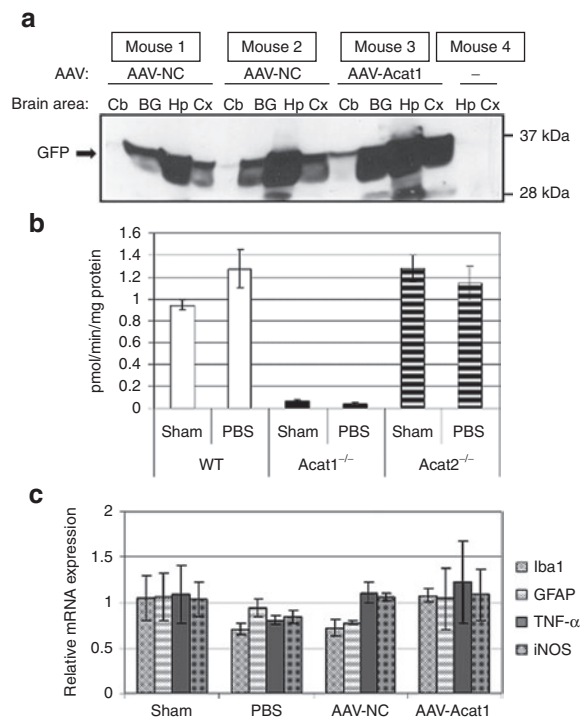 a
Mouse 1 Mouse 2 Mouse 3 Mouse 4
AAV: AAV-NC AAV-NC AAV-Acat1 –
Brain area: Cb BG Hp Cx Cb BG Hp Cx Cb BG Hp Cx Hp Cx
GFP
37 kDa
28 kDa
b
pmol/min/mg protein
1.6
1.4
1.2
1
0.8
0.6
0.4
0.2
0
Sham PBS Sham PBS Sham PBS
WT Acat1−/− Acat2−/−
c
Relative mRNA expression
2
1.5
1
0.5
0
Sham PBS AAV-NC AAV-Acat1
Iba1
GFAP
TNF-α
iNOS